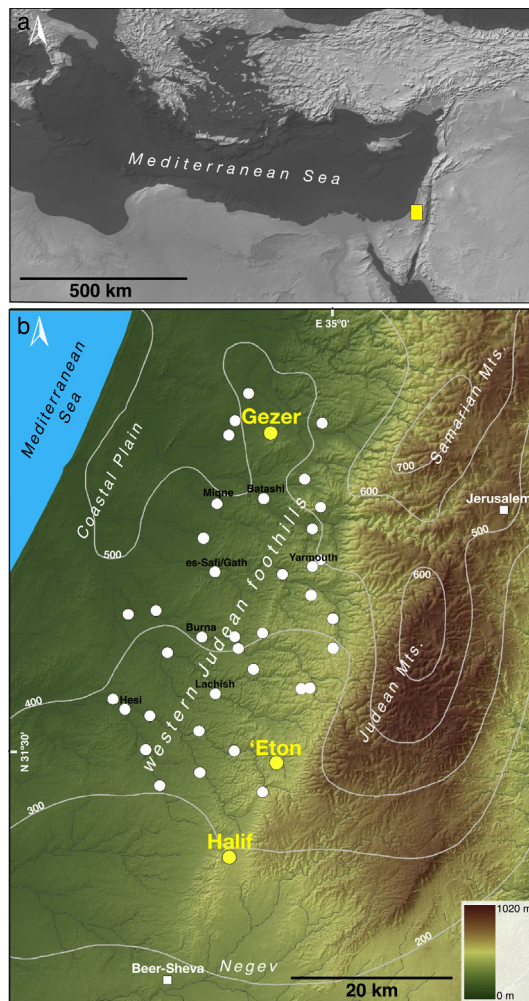 a
Mediterranean Sea
500 km
b
E 35°0'
Mediterranean
Sea
Coastal Plain
Gezer
Samarian Mts.
700
600
Miqne
Batashi
Jerusalem
500
500
es-Safi/Gath
Yarmouth
600
western Judean foothills
Burna
Judean Mts.
Lachish
400
Hesi
N 31°30'
'Eton
300
Halif
200
1020 m
0 m
Beer-Sheva
Negev
20 km